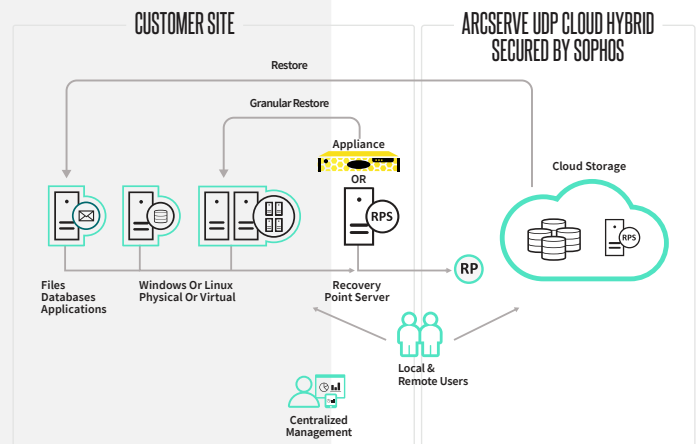 CUSTOMER SITE
ARCSERVE UDP CLOUD HYBRID
SECURED BY SOPHOS
Restore
Granular Restore
Appliance
OR
RPS
Cloud Storage
RPS
RP
Files
Databases
Applications
Windows Or Linux
Physical Or Virtual
Recovery
Point Server
Local &
Remote Users
Centralized
Management